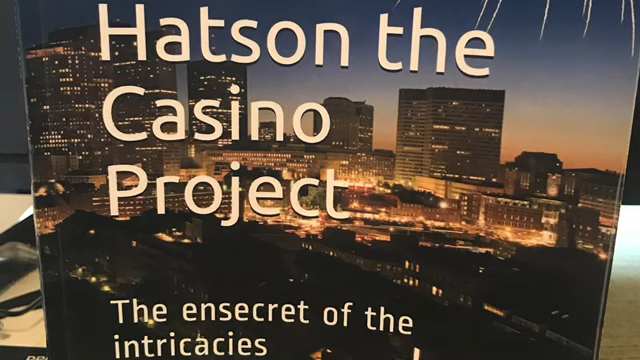 Hatson the
Casino
Project
The ensecret of the
intricacies